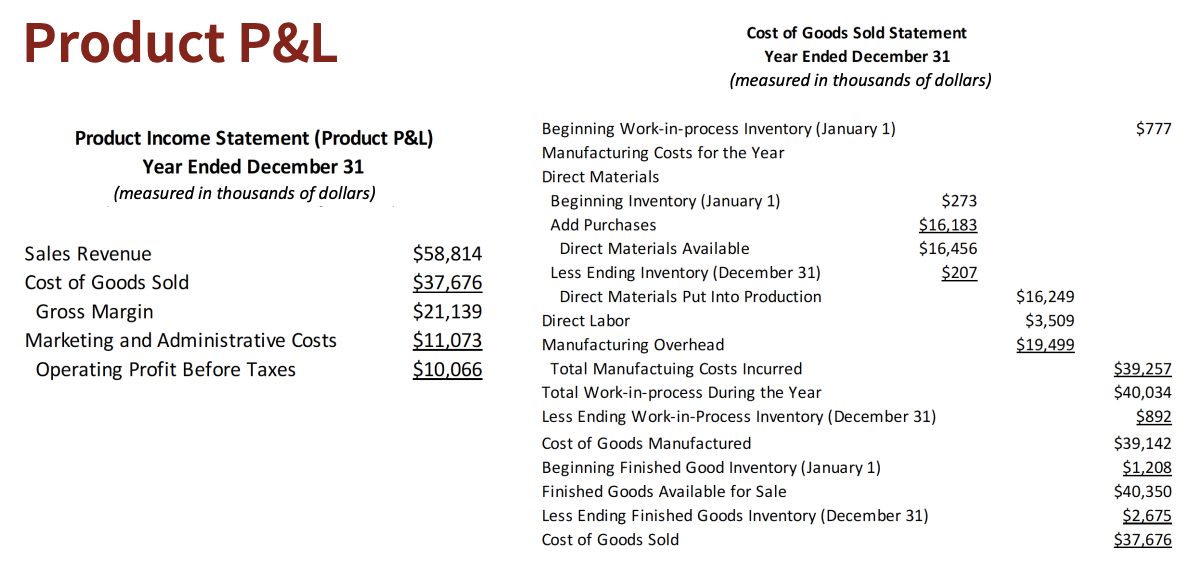 Product P&L
Product Income Statement (Product P&L)
Year Ended December 31
(measured in thousands of dollars)
Sales Revenue $58,814
Cost of Goods Sold $37,676
Gross Margin $21,139
Marketing and Administrative Costs $11,073
Operating Profit Before Taxes $10,066
Cost of Goods Sold Statement
Year Ended December 31
(measured in thousands of dollars)
Beginning Work-in-process Inventory (January 1) $777
Manufacturing Costs for the Year
Direct Materials
Beginning Inventory (January 1) $273
Add Purchases $16,183
Direct Materials Available $16,456
Less Ending Inventory (December 31) $207
Direct Materials Put Into Production $16,249
Direct Labor $3,509
Manufacturing Overhead $19,499
Total Manufactuing Costs Incurred $39,257
Total Work-in-process During the Year $40,034
Less Ending Work-in-Process Inventory (December 31) $892
Cost of Goods Manufactured $39,142
Beginning Finished Good Inventory (January 1) $1,208
Finished Goods Available for Sale $40,350
Less Ending Finished Goods Inventory (December 31) $2,675
Cost of Goods Sold $37,676